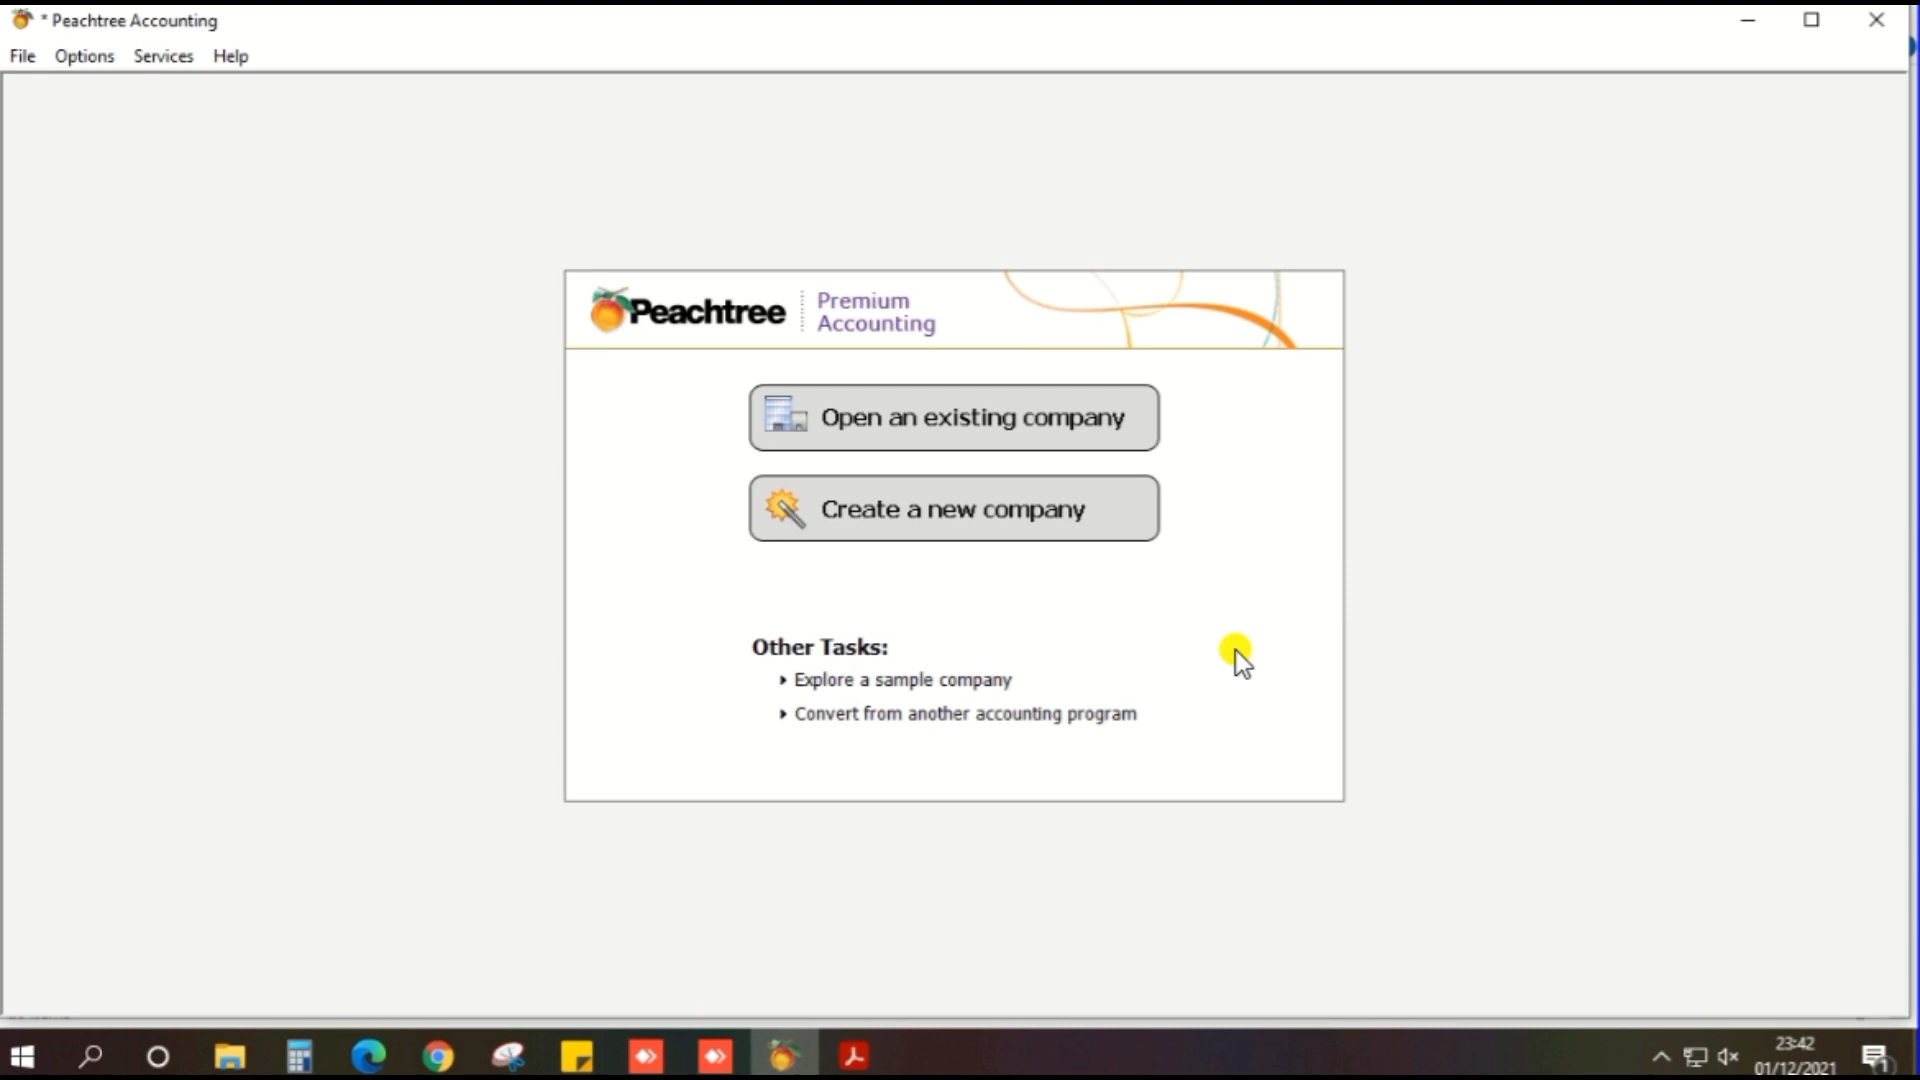 * Peachtree Accounting
File Options Services Help
Peachtree
Premium
Accounting
Open an existing company
Create a new company
Other Tasks:
Explore a sample company
Convert from another accounting program
23:42
01/12/2021
1